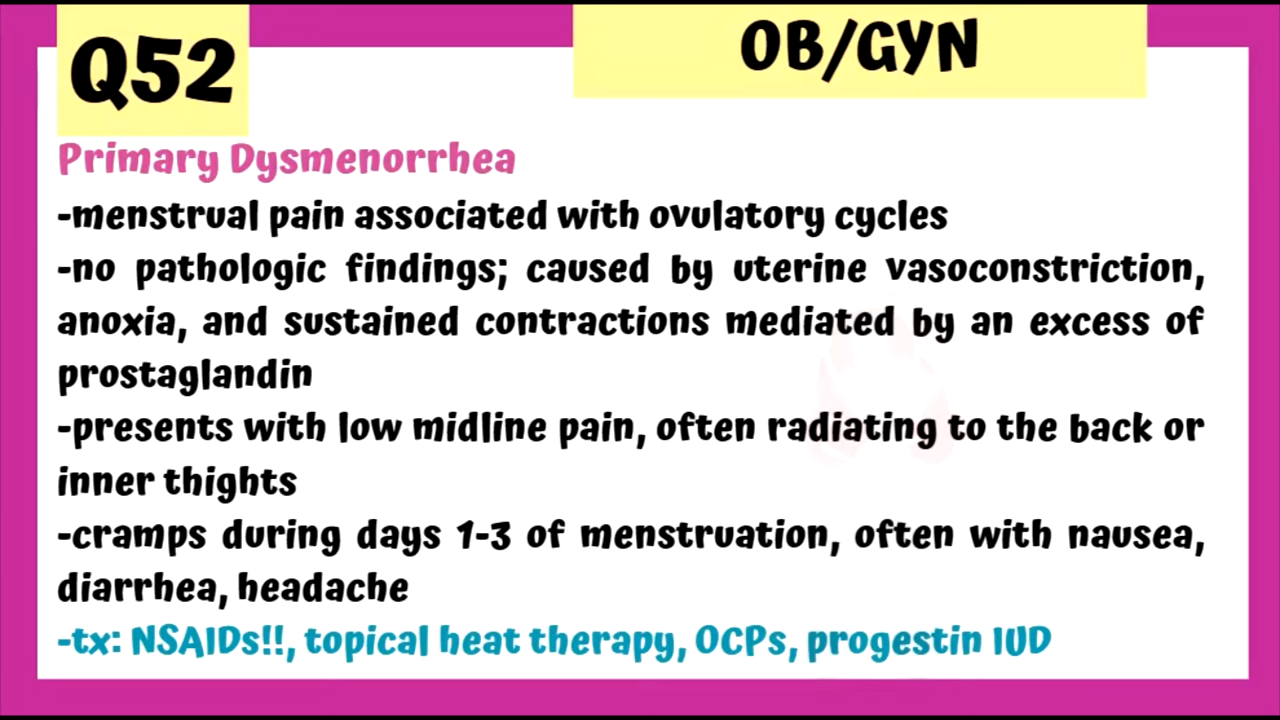 Q52
OB/GYN
Primary Dysmenorrhea
-menstrual pain associated with ovulatory cycles
-no pathologic findings; caused by uterine vasoconstriction,
anoxia, and sustained contractions mediated by an excess of
prostaglandin
-presents with low midline pain, often radiating to the back or
inner thights
-cramps during days 1-3 of menstruation, often with nausea,
diarrhea, headache
-tx: NSAIDs!!, topical heat therapy, OCPs, progestin IUD